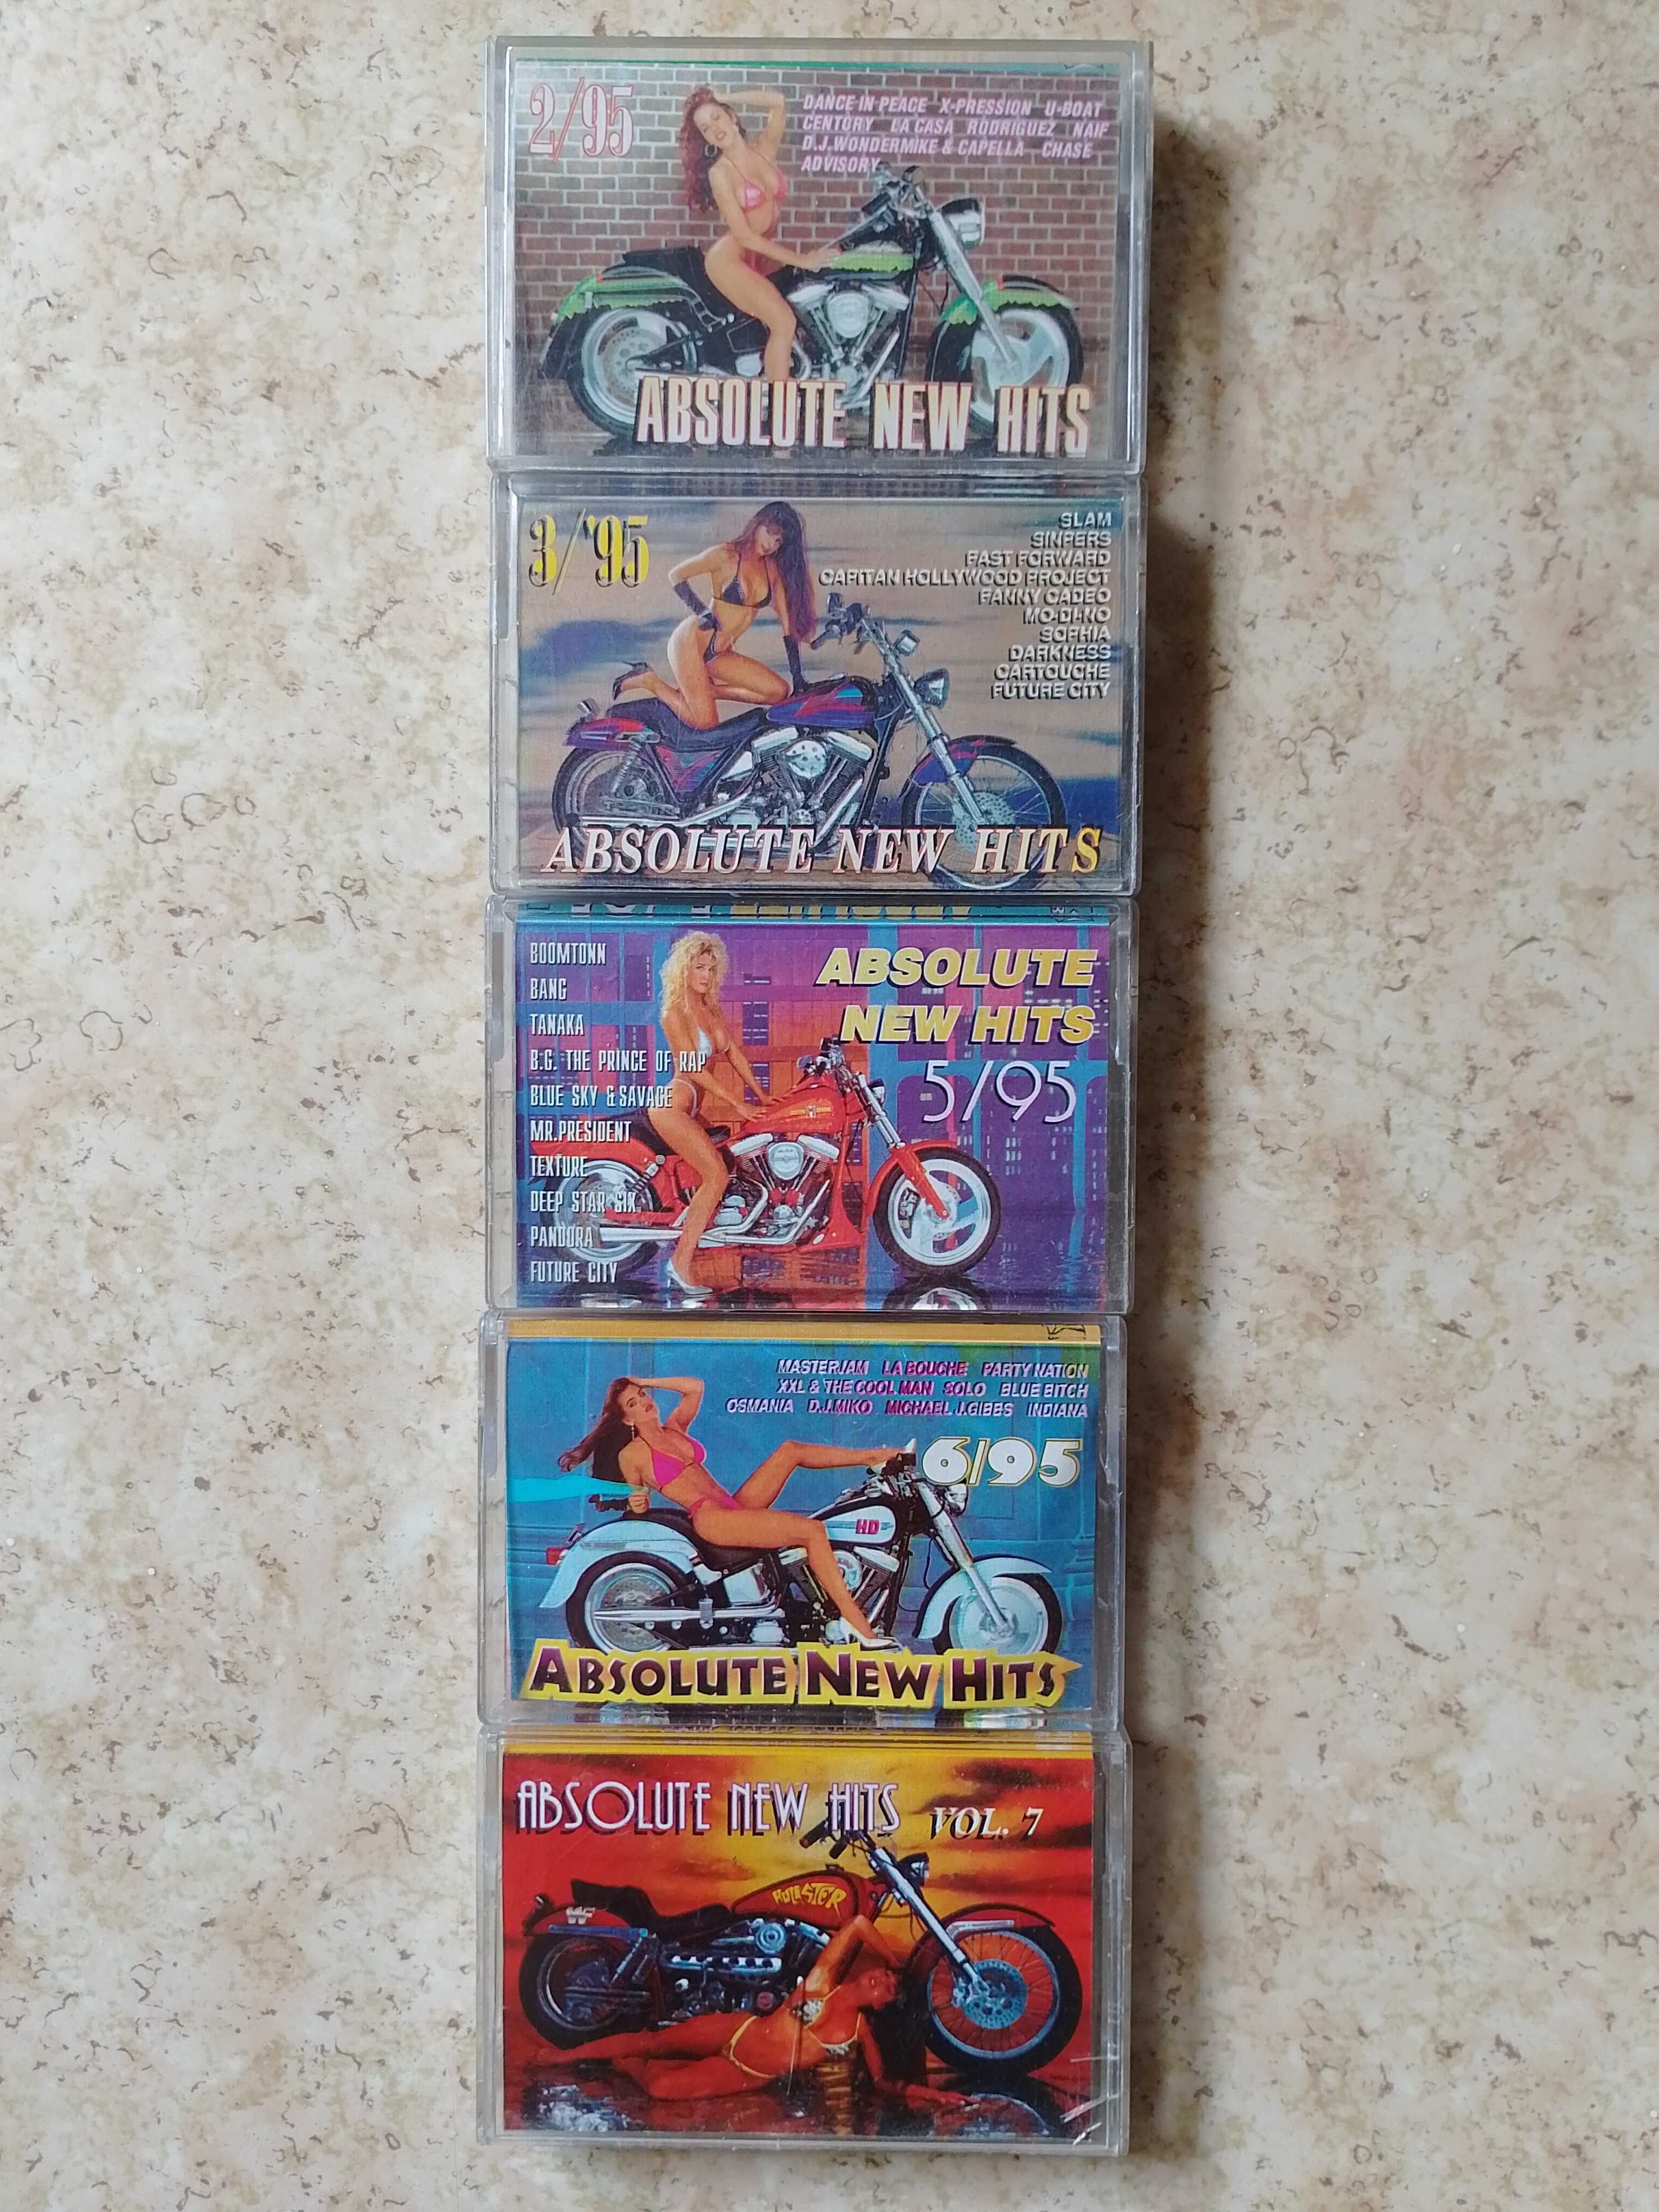 2/95
DANCE IN PEACE X-PRESSION U-BOAT
CENTORY LA CASA RODRIGUEZ NAIF
D.J.WONDERMIKE & CAPELLA CHASE
ADVISORY
ABSOLUTE NEW HITS
3/'95
SLAM
SINPERS
FAST FORWARD
CAPITAN HOLLYWOOD PROJECT
FANNY CADEO
MO-DI-NO
SOPHIA
DARKNESS
CARTOUCHE
FUTURE CITY
ABSOLUTE NEW HITS
BOOMTONN
BANG
TANAKA
B.G. THE PRINCE OF RAP
BLUE SKY & SAVAGE
MR.PRESIDENT
TEXTURE
DEEP STAR SIX
PANDORA
FUTURE CITY
ABSOLUTE
NEW HITS
5/95
MASTERJAM LA BOUCHE PARTY NATION
XXL & THE COOL MAN SOLO BLUE BITCH
OSMANIA D.J.MIKO MICHAEL J.GIBBS INDIANA
6/95
HD
ABSOLUTE NEW HITS
ABSOLUTE NEW HITS VOL. 7